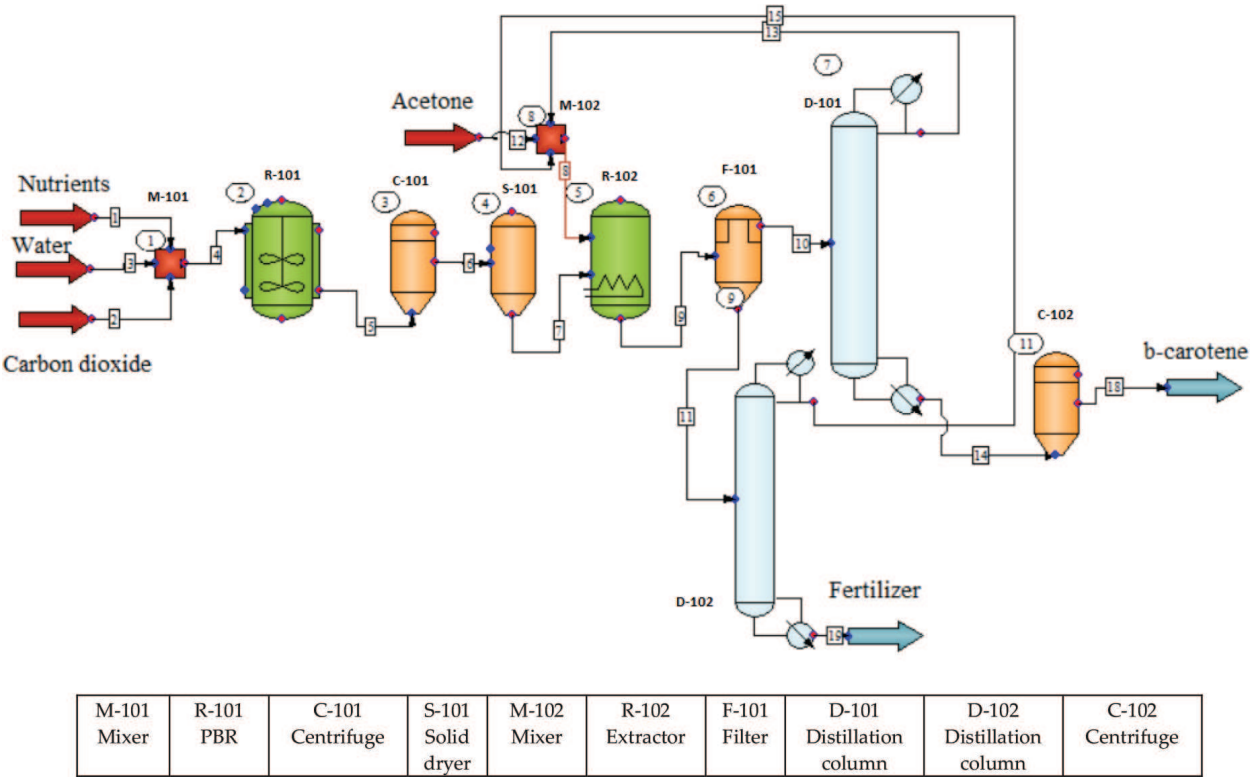 15
13
7
D-101
Acetone
8
M-102
12
8
Nutrients
1
Water
3
M-101
1
4
2
Carbon dioxide
2
R-101
5
3
C-101
6
4
S-101
7
5
R-102
9
6
F-101
10
9
11
14
11
C-102
18
b-carotene
D-102
19
Fertilizer
M-101 R-101 C-101 S-101 M-102 R-102 F-101 D-101 D-102 C-102
Mixer PBR Centrifuge Solid Mixer Extractor Filter Distillation Distillation Centrifuge
dryer column column